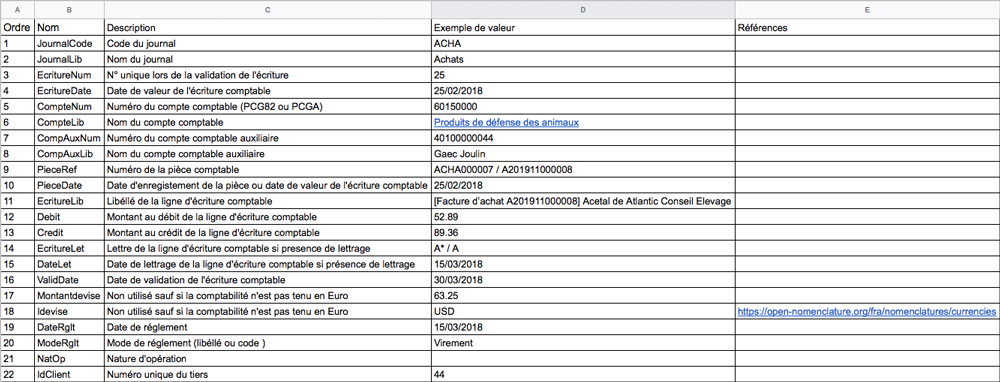 A B C D E
Ordre Nom Description Exemple de valeur Références
1 JournalCode Code du journal ACHA
2 JournalLib Nom du journal Achats
3 EcritureNum N° unique lors de la validation de l'écriture 25
4 EcritureDate Date de valeur de l'écriture comptable 25/02/2018
5 CompteNum Numéro du compte comptable (PCG82 ou PCGA) 60150000
6 CompteLib Nom du compte comptable Produits de défense des animaux
7 CompAuxNum Numéro du compte comptable auxiliaire 40100000044
8 CompAuxLib Nom du compte comptable auxiliaire Gaec Joulin
9 PieceRef Numéro de la pièce comptable ACHA000007 / A201911000008
10 PieceDate Date d'enregistement de la pièce ou date de valeur de l'écriture comptable 25/02/2018
11 EcritureLib Libéllé de la ligne d'écriture comptable [Facture d'achat A201911000008] Acetal de Atlantic Conseil Elevage
12 Debit Montant au débit de la ligne d'écriture comptable 52.89
13 Credit Montant au crédit de la ligne d'écriture comptable 89.36
14 EcritureLet Lettre de la ligne d'écriture comptable si presence de lettrage A* / A
15 DateLet Date de lettrage de la ligne d'écriture comptable si présence de lettrage 15/03/2018
16 ValidDate Date de validation de l'écriture comptable 30/03/2018
17 Montantdevise Non utilisé sauf si la comptabilité n'est pas tenu en Euro 63.25
18 Idevise Non utilisé sauf si la comptabilité n'est pas tenu en Euro USD https://open-nomenclature.org/fra/nomenclatures/currencies
19 DateRglt Date de réglement 15/03/2018
20 ModeRglt Mode de réglement (libéllé ou code ) Virement
21 NatOp Nature d'opération
22 IdClient Numéro unique du tiers 44